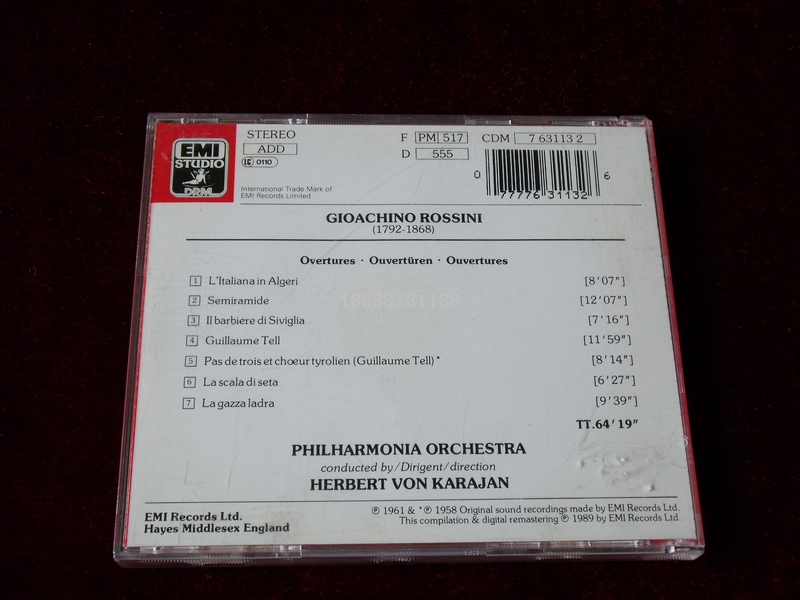 EMI
STUDIO
DRM
STEREO
ADD
0110
International Trade Mark of
EMI Records Limited
F PM 517 CDM 7 63113 2
D 555
0 77776 31132 6
GIOACHINO ROSSINI
(1792-1868)
Overtures · Ouvertüren · Ouvertures
1 L'Italiana in Algeri [8'07"]
2 Semiramide [12'07"]
3 Il barbiere di Siviglia [7'16"]
4 Guillaume Tell [11'59"]
5 Pas de trois et chœur tyrolien (Guillaume Tell)* [8'14"]
6 La scala di seta [6'27"]
7 La gazza ladra [9'39"]
TT.64'19"
PHILHARMONIA ORCHESTRA
conducted by/Dirigent/direction
HERBERT VON KARAJAN
EMI Records Ltd.
Hayes Middlesex England
℗ 1961 & *℗ 1958 Original sound recordings made by EMI Records Ltd.
This compilation & digital remastering ℗ 1989 by EMI Records Ltd.